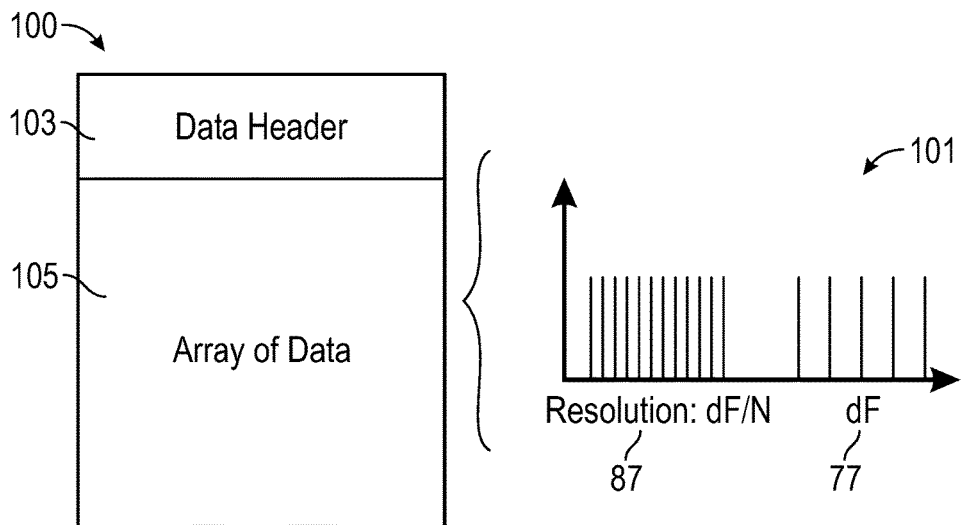 100
103
Data Header
101
105
Array of Data
Resolution: dF/N dF
87 77